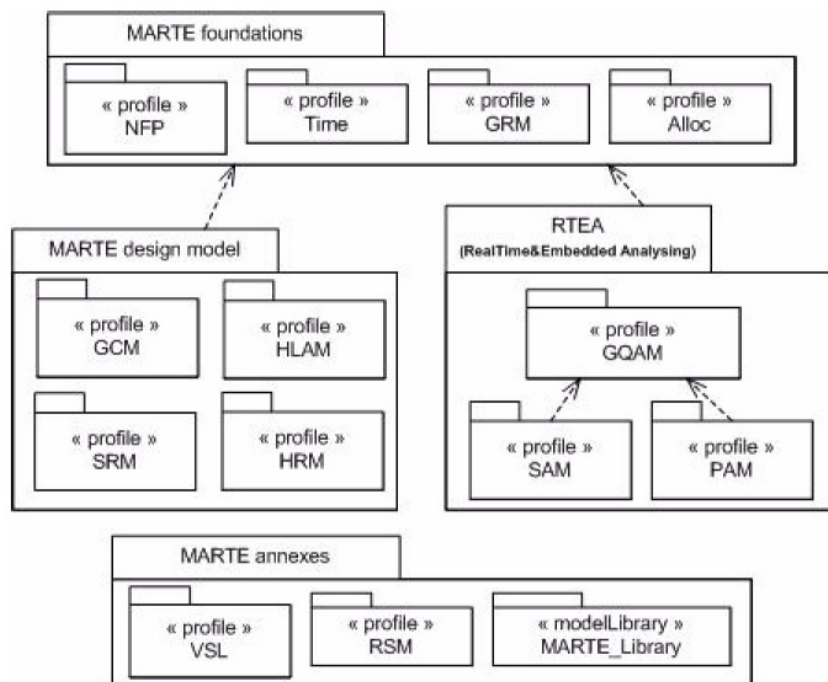 MARTE foundations
« profile »
NFP
« profile »
Time
« profile »
GRM
« profile »
Alloc
MARTE design model
« profile »
GCM
« profile »
HLAM
« profile »
SRM
« profile »
HRM
RTEA
(RealTime&Embedded Analysing)
« profile »
GQAM
« profile »
SAM
« profile »
PAM
MARTE annexes
« profile »
VSL
« profile »
RSM
« modelLibrary »
MARTE_Library